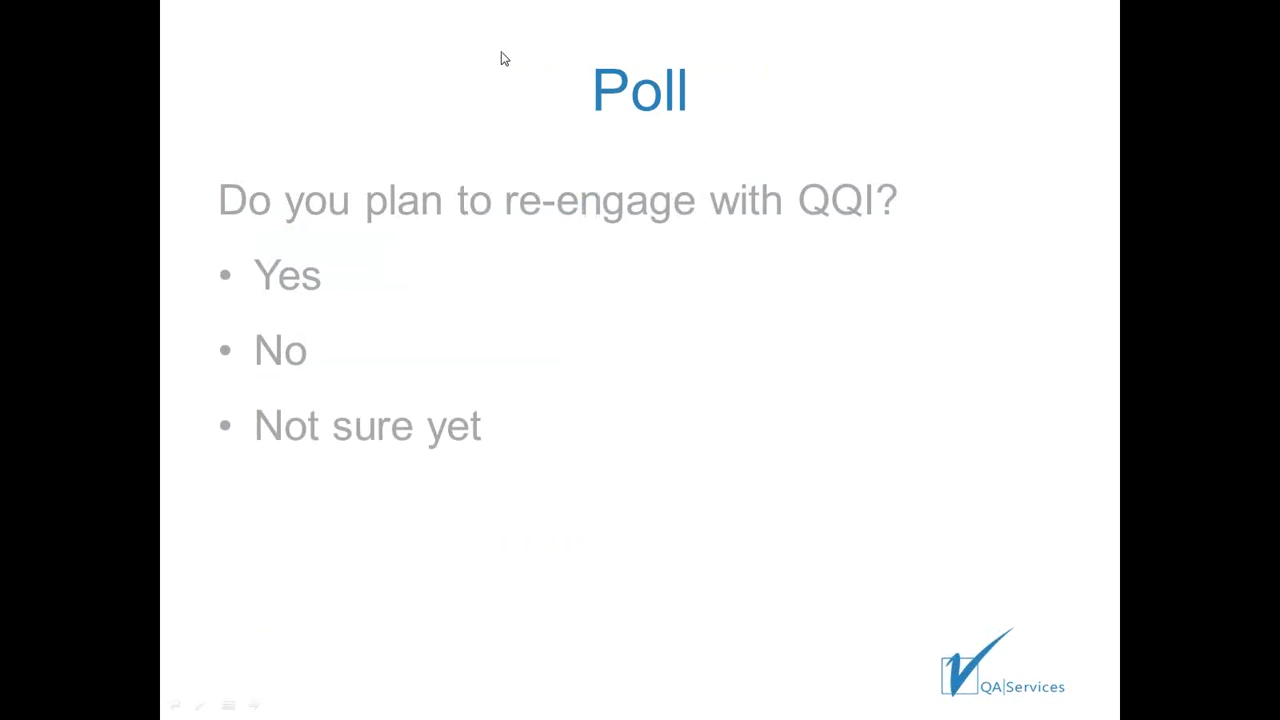 Poll
Do you plan to re-engage with QQI?
• Yes
• No
• Not sure yet
QA|Services